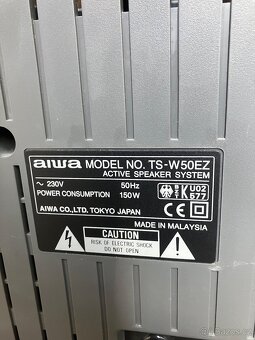 aiwa MODEL NO. TS-W50EZ
ACTIVE SPEAKER SYSTEM
~ 230V 50Hz
POWER CONSUMPTION 150W
KU02
577
AIWA CO.,LTD. TOKYO JAPAN
CE
MADE IN MALAYSIA
CAUTION
RISK OF ELECTRIC SHOCK
DO NOT OPEN